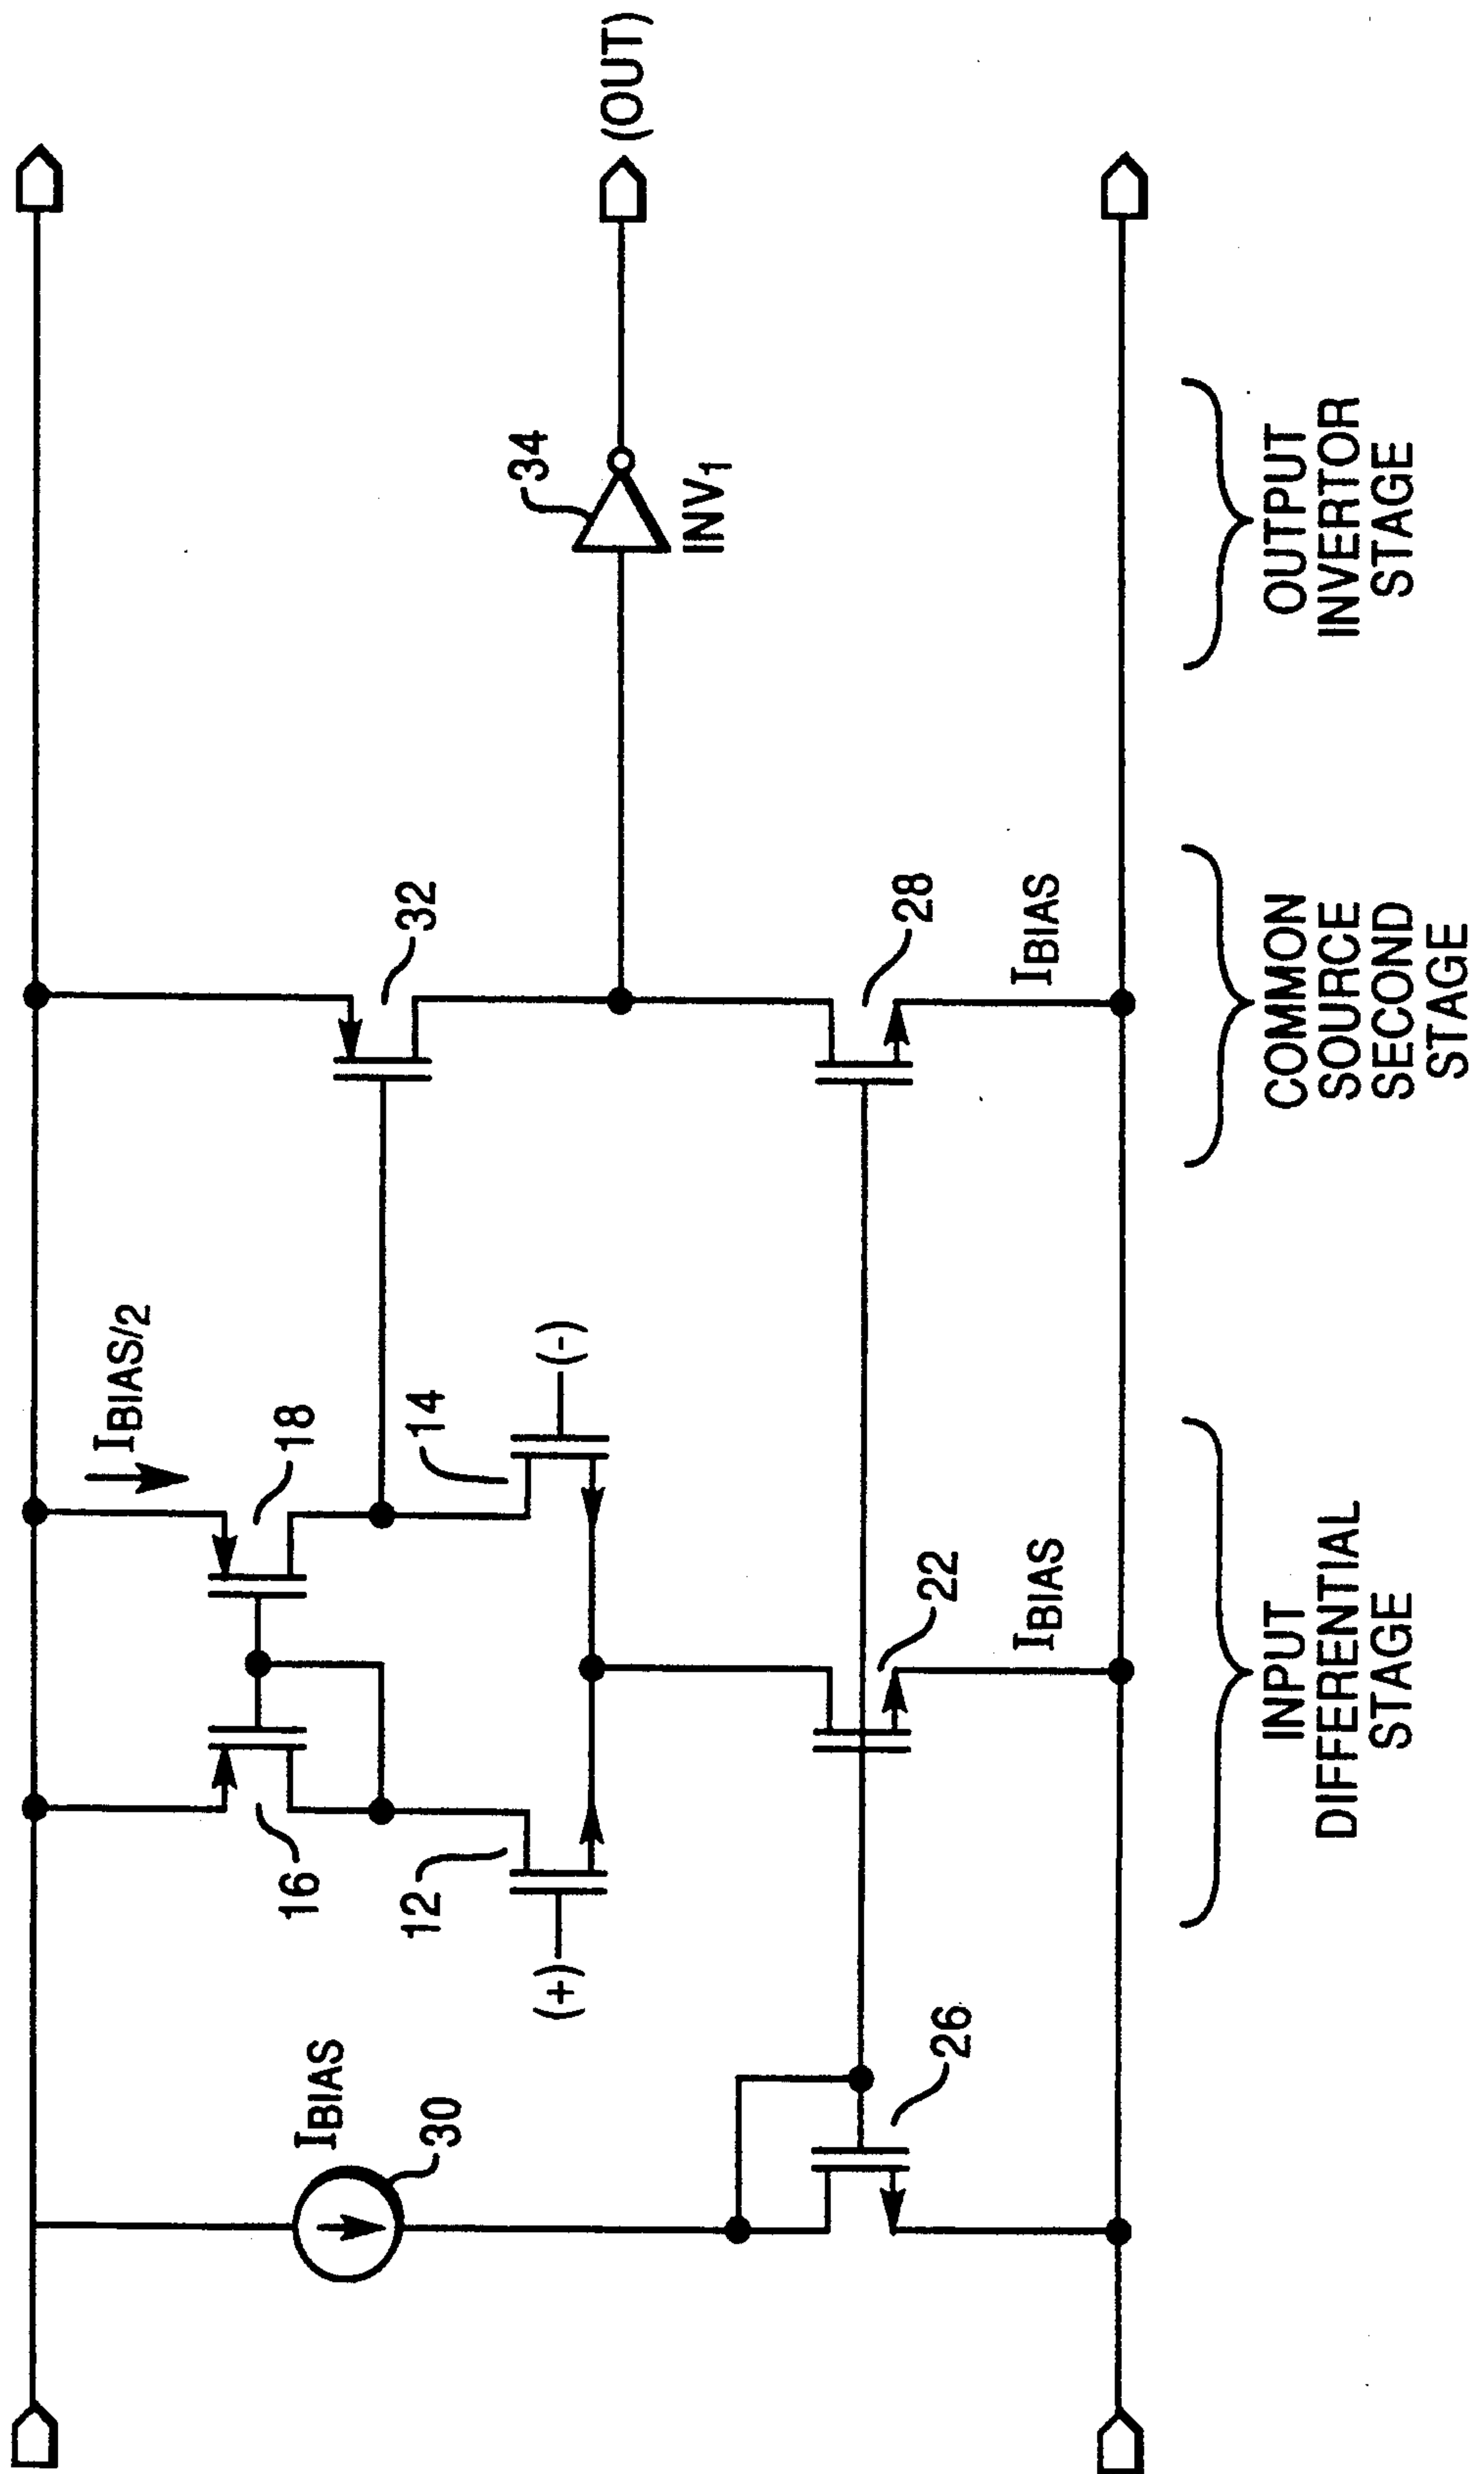 IBIAS/2
IBIAS
30
16
18
32
12
14
34
(+)
(-)
INV1
(OUT)
26
22
28
IBIAS
IBIAS
INPUT
DIFFERENTIAL
STAGE
COMMON
SOURCE
SECOND
STAGE
OUTPUT
INVERTOR
STAGE